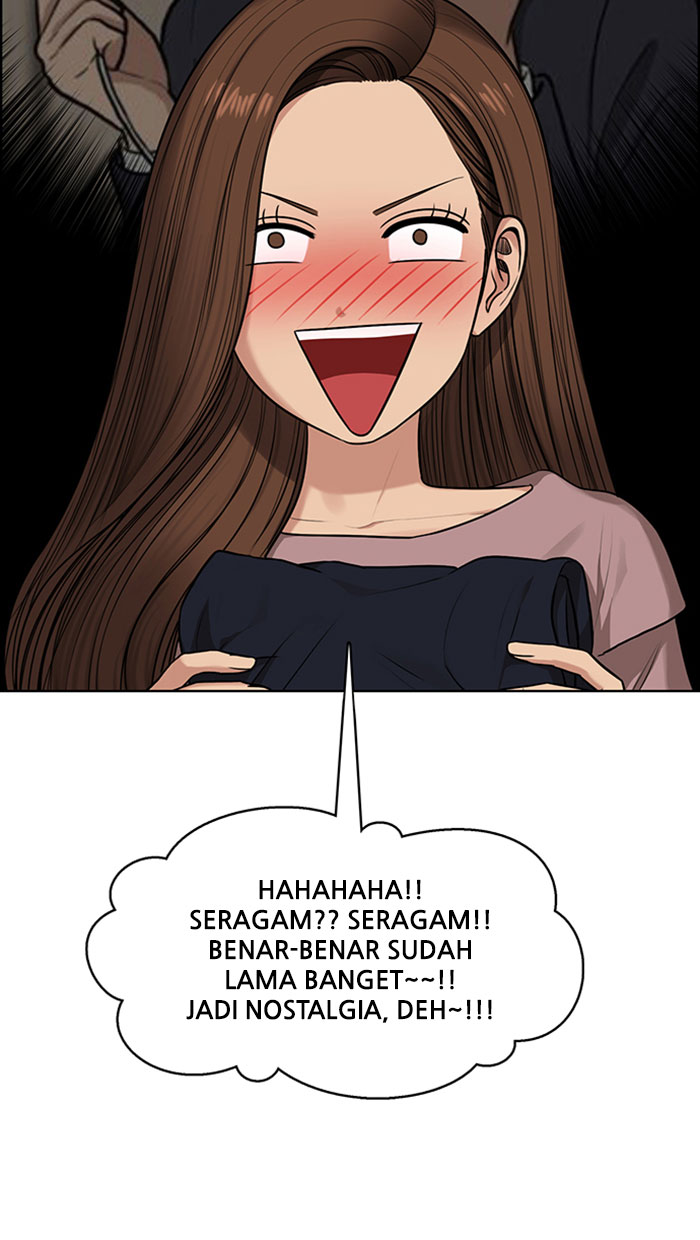 HAHAHAHA!!
SERAGAM?? SERAGAM!!
BENAR-BENAR SUDAH
LAMA BANGET~~!!
JADI NOSTALGIA, DEH~!!!